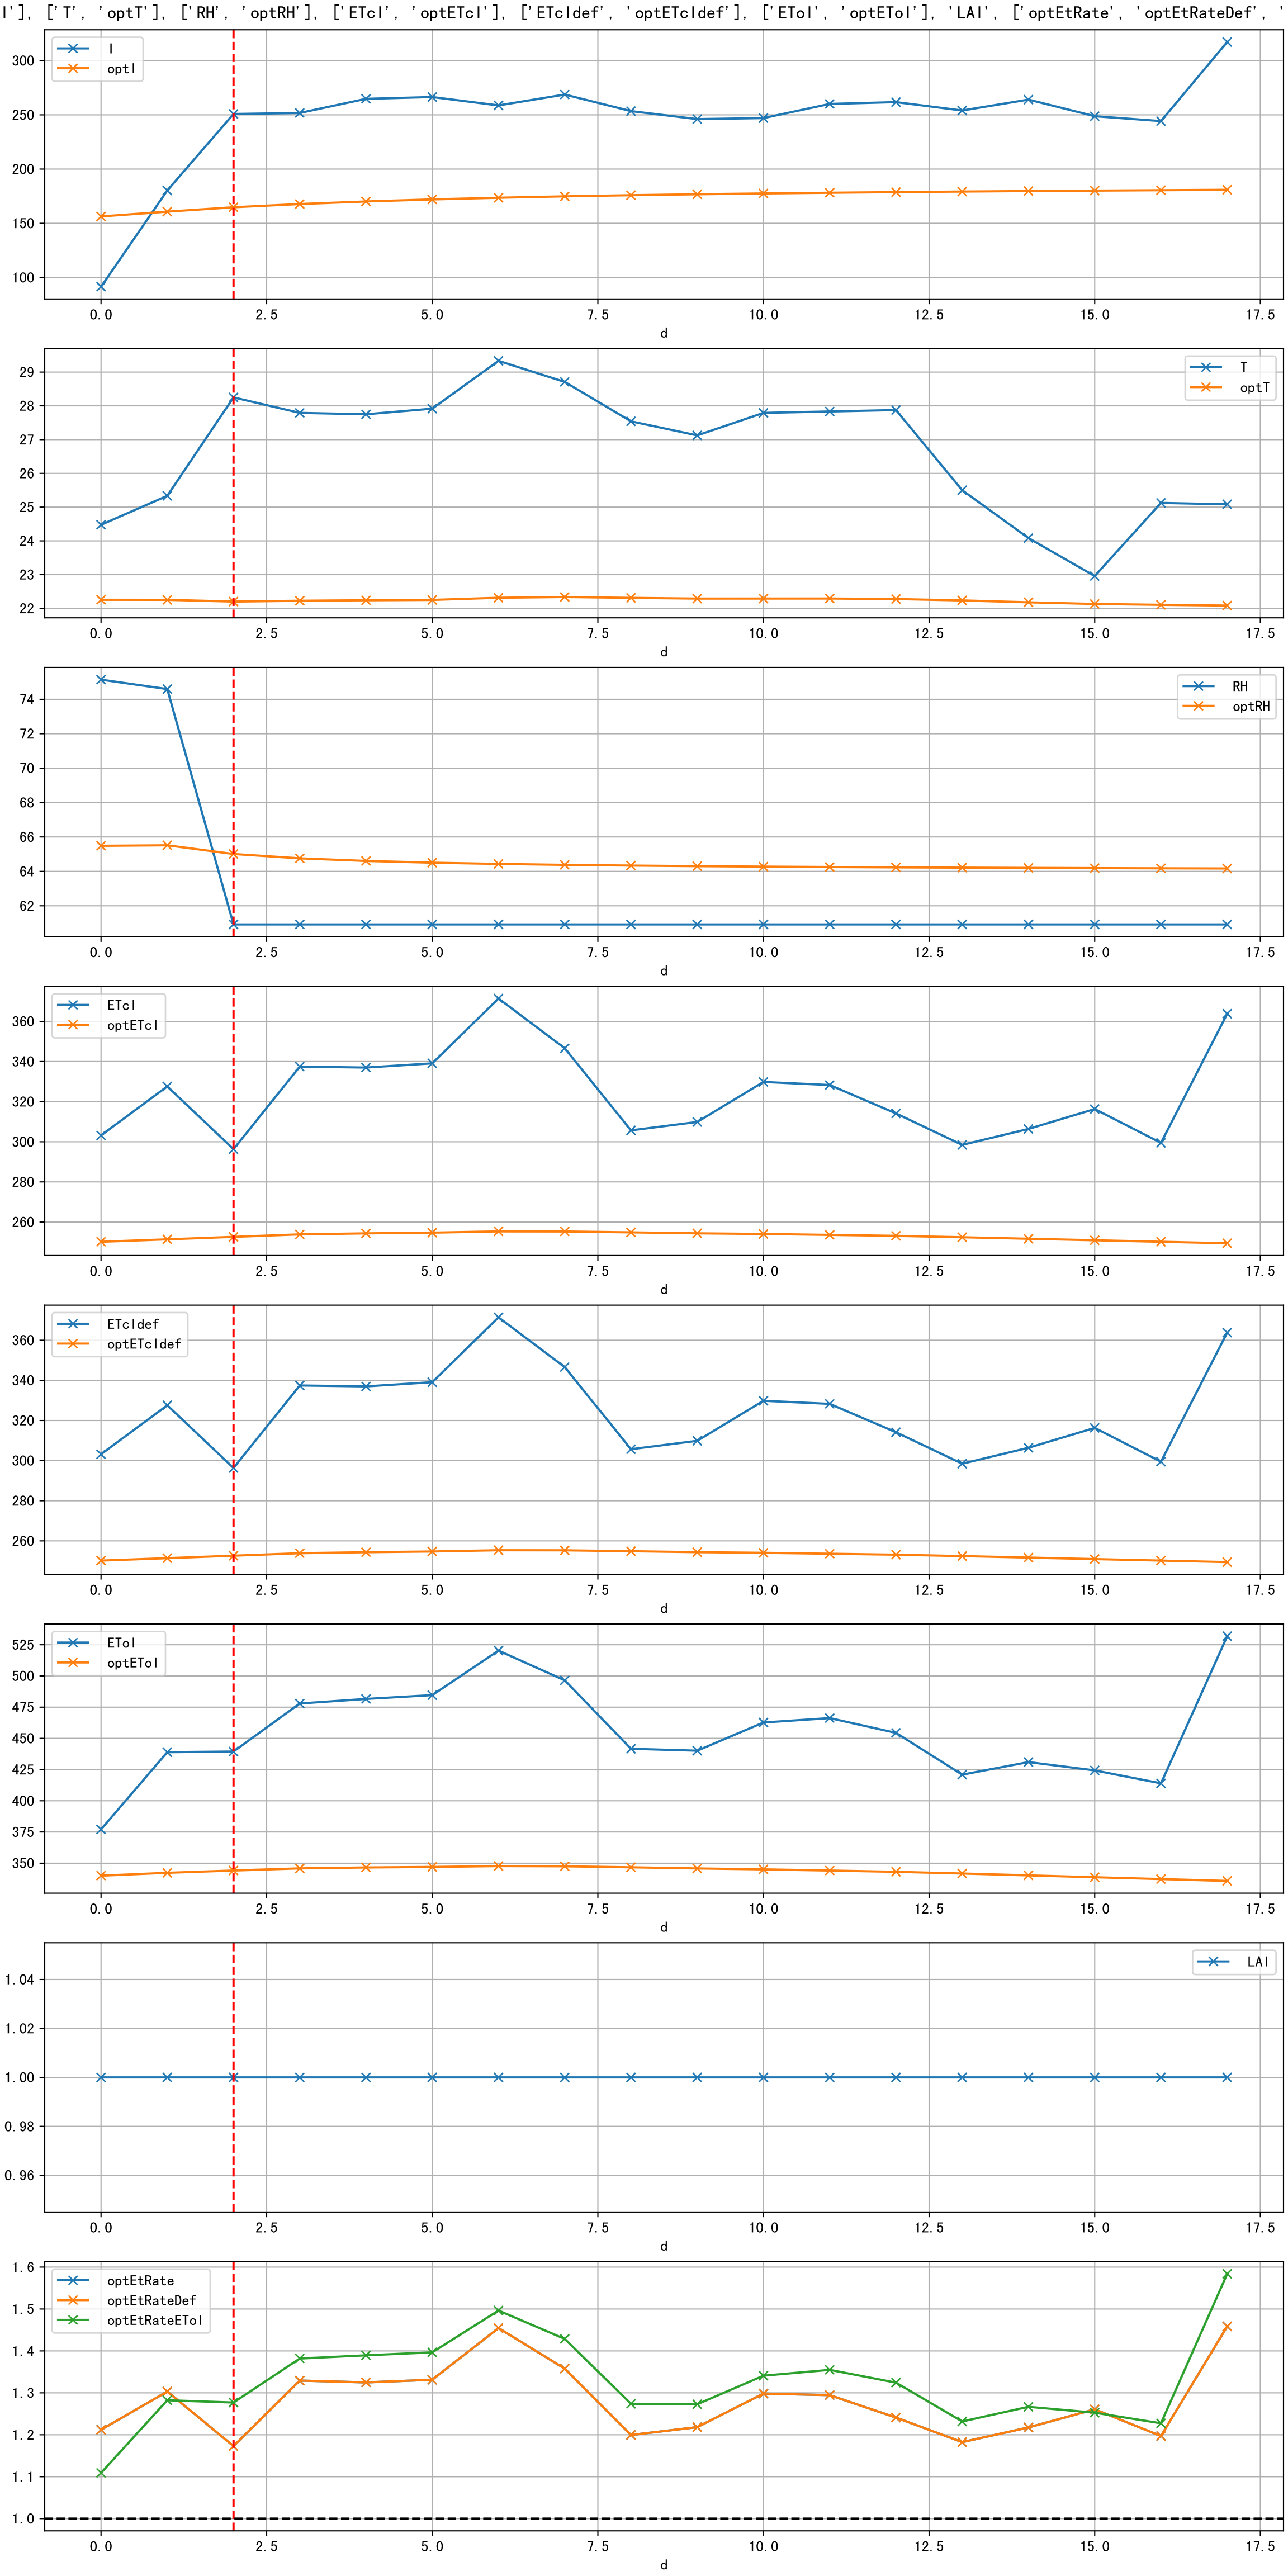 I'], ['T', 'optT'], ['RH', 'optRH'], ['ETcI', 'optETcI'], ['ETcIdef', 'optETcIdef'], ['EToI', 'optEToI'], 'LAI', ['optEtRate', 'optEtRateDef', '
I
optI
300
250
200
150
100
0.0 2.5 5.0 7.5 10.0 12.5 15.0 17.5
d
T
optT
29
28
27
26
25
24
23
22
0.0 2.5 5.0 7.5 10.0 12.5 15.0 17.5
d
RH
optRH
74
72
70
68
66
64
62
0.0 2.5 5.0 7.5 10.0 12.5 15.0 17.5
d
ETcI
optETcI
360
340
320
300
280
260
0.0 2.5 5.0 7.5 10.0 12.5 15.0 17.5
d
ETcIdef
optETcIdef
360
340
320
300
280
260
0.0 2.5 5.0 7.5 10.0 12.5 15.0 17.5
d
EToI
optEToI
525
500
475
450
425
400
375
350
0.0 2.5 5.0 7.5 10.0 12.5 15.0 17.5
d
LAI
1.04
1.02
1.00
0.98
0.96
0.0 2.5 5.0 7.5 10.0 12.5 15.0 17.5
d
optEtRate
optEtRateDef
optEtRateEToI
1.6
1.5
1.4
1.3
1.2
1.1
1.0
0.0 2.5 5.0 7.5 10.0 12.5 15.0 17.5
d